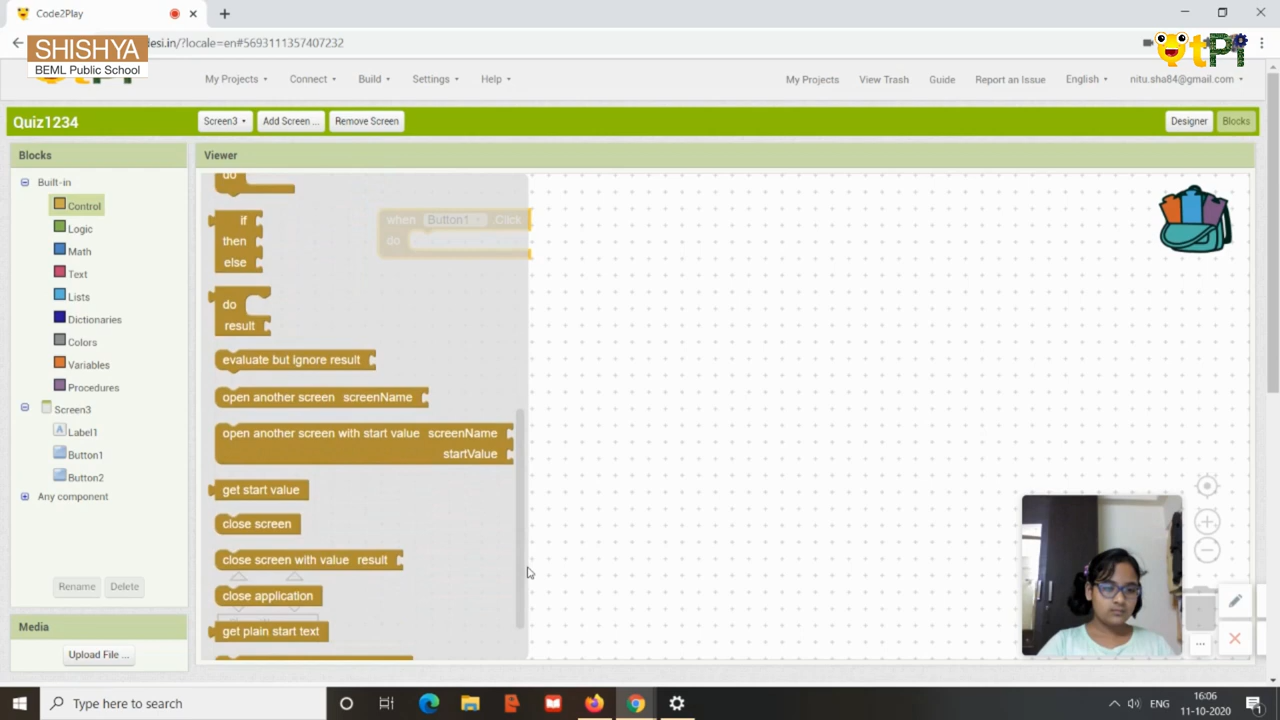 Code2Play
esi.in/?locale=en#5693111357407232
SHISHYA
BEML Public School
QtPi
My Projects
Connect
Build
Settings
Help
My Projects
View Trash
Guide
Report an Issue
English
nitu.sha84@gmail.com
Quiz1234
Screen3
Add Screen ...
Remove Screen
Designer
Blocks
Blocks
Viewer
Built-in
Control
Logic
Math
Text
Lists
Dictionaries
Colors
Variables
Procedures
Screen3
Label1
Button1
Button2
Any component
Rename
Delete
Media
Upload File ...
do
if
then
else
when Button1 .Click
do
do
result
evaluate but ignore result
open another screen screenName
open another screen with start value screenName
startValue
get start value
close screen
close screen with value result
close application
get plain start text
Type here to search
ENG
16:06
11-10-2020
1